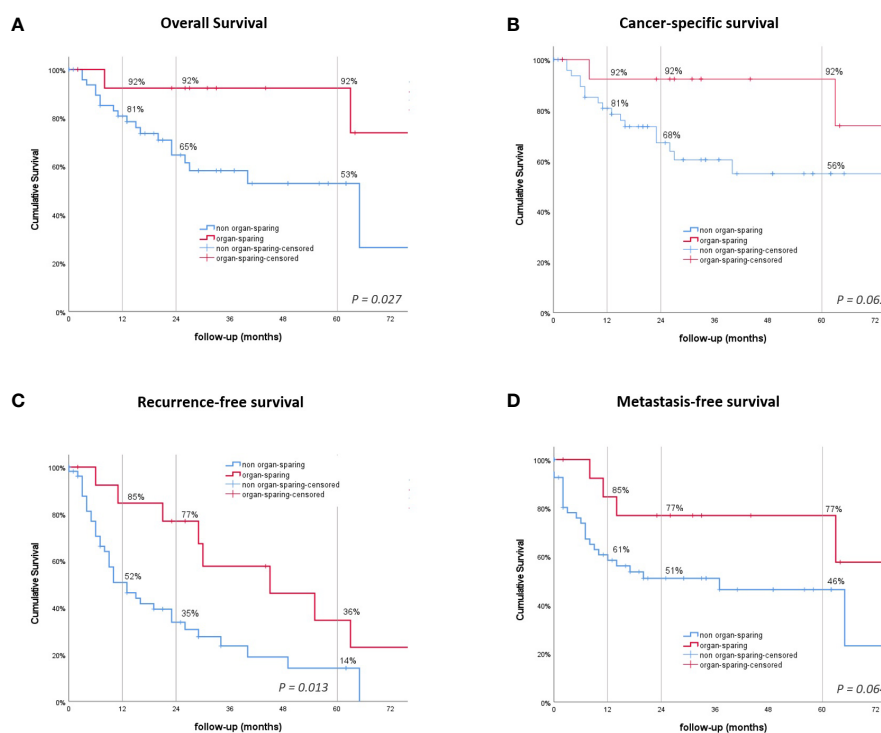 A
Overall Survival
100%
80%
60%
40%
20%
0%
Cumulative Survival
92%
92%
92%
81%
65%
53%
non organ-sparing
organ-sparing
non organ-sparing-censored
organ-sparing-censored
P = 0.027
0 12 24 36 48 60 72
follow-up (months)
B
Cancer-specific survival
100%
80%
60%
40%
20%
0%
Cumulative Survival
92%
92%
92%
81%
68%
56%
non organ-sparing
organ-sparing
non organ-sparing-censored
organ-sparing-censored
P = 0.06
0 12 24 36 48 60 72
follow-up (months)
C
Recurrence-free survival
100%
80%
60%
40%
20%
0%
Cumulative Survival
non organ-sparing
organ-sparing
non organ-sparing-censored
organ-sparing-censored
85%
77%
52%
35%
36%
14%
P = 0.013
0 12 24 36 48 60 72
follow-up (months)
D
Metastasis-free survival
100%
80%
60%
40%
20%
0%
Cumulative Survival
85%
77%
77%
61%
51%
46%
non organ-sparing
organ-sparing
non organ-sparing-censored
organ-sparing-censored
P = 0.064
0 12 24 36 48 60 72
follow-up (months)